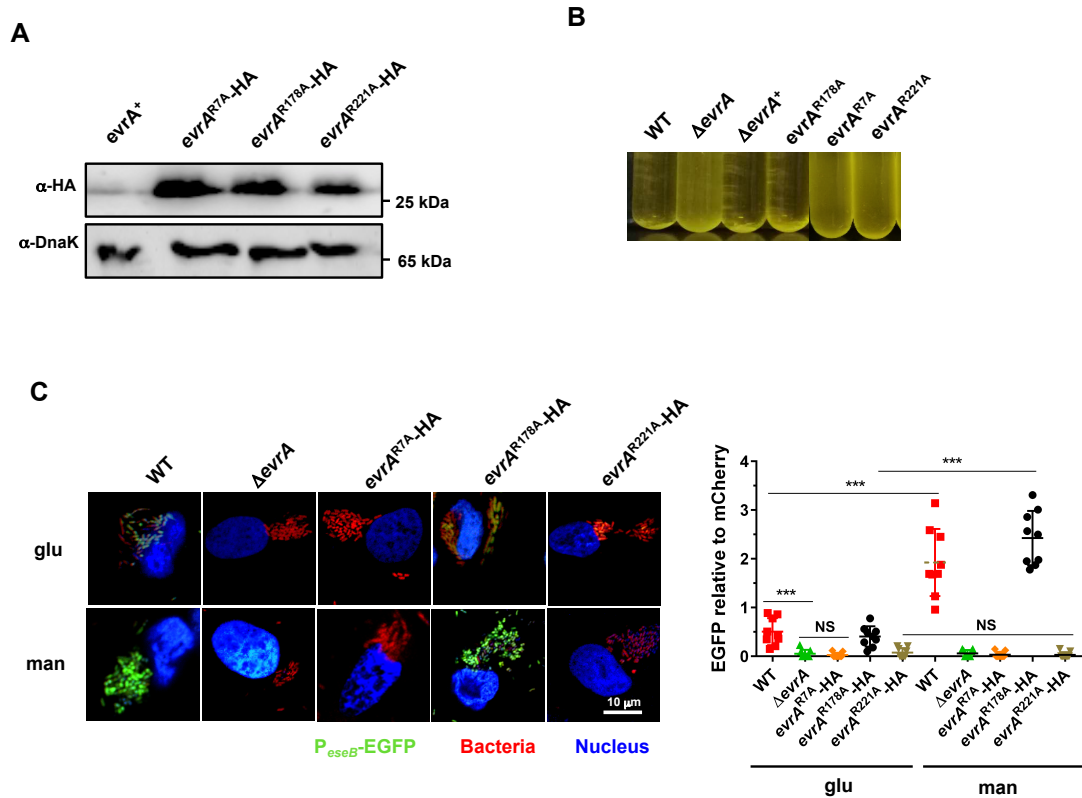 A
evrA⁺
evrAᴿ⁷ᴬ-HA
evrAᴿ¹⁷⁸ᴬ-HA
evrAᴿ²²¹ᴬ-HA
α-HA
25 kDa
α-DnaK
65 kDa
B
WT
ΔevrA
ΔevrA⁺
evrAᴿ¹⁷⁸ᴬ
evrAᴿ⁷ᴬ
evrAᴿ²²¹ᴬ
C
WT
ΔevrA
evrAᴿ⁷ᴬ-HA
evrAᴿ¹⁷⁸ᴬ-HA
evrAᴿ²²¹ᴬ-HA
glu
man
10 μm
P_eseB-EGFP Bacteria Nucleus
EGFP relative to mCherry
4
3
2
1
0
***
***
***
NS
NS
WT
ΔevrA
evrAᴿ⁷ᴬ-HA
evrAᴿ¹⁷⁸ᴬ-HA
evrAᴿ²²¹ᴬ-HA
WT
ΔevrA
evrAᴿ⁷ᴬ-HA
evrAᴿ¹⁷⁸ᴬ-HA
evrAᴿ²²¹ᴬ-HA
glu man